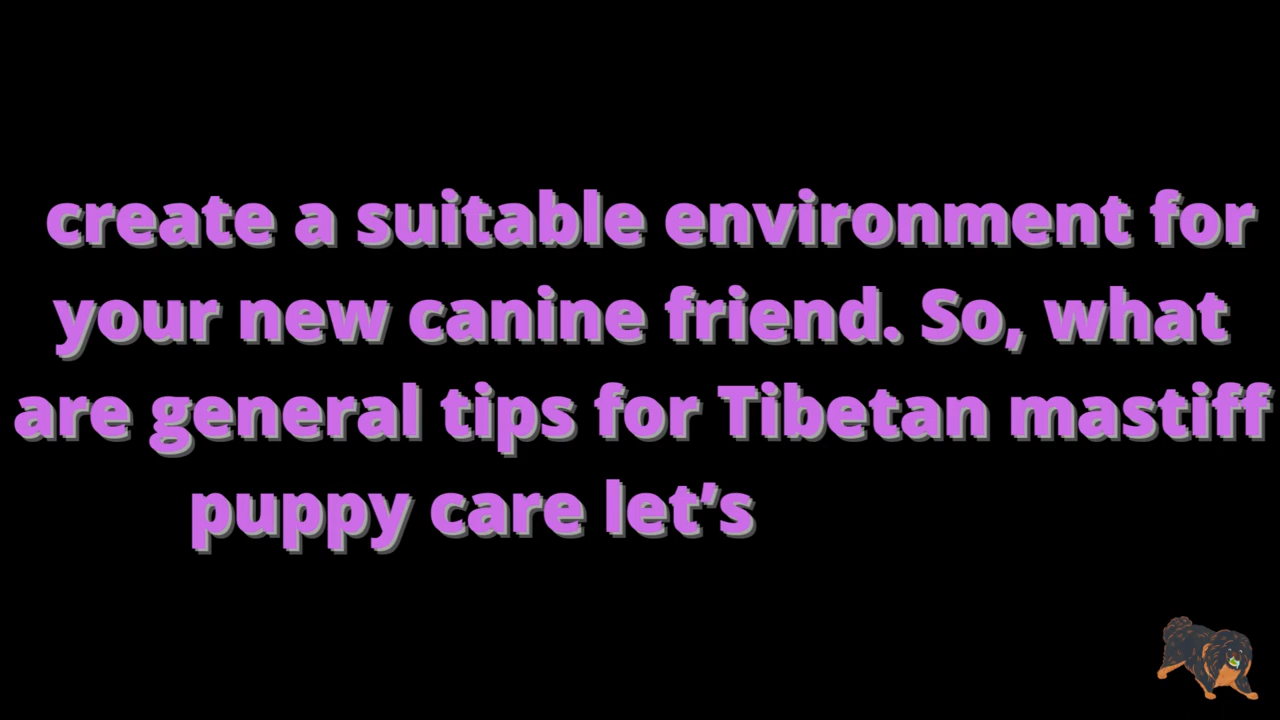 create a suitable environment for
your new canine friend. So, what
are general tips for Tibetan mastiff
puppy care let’s